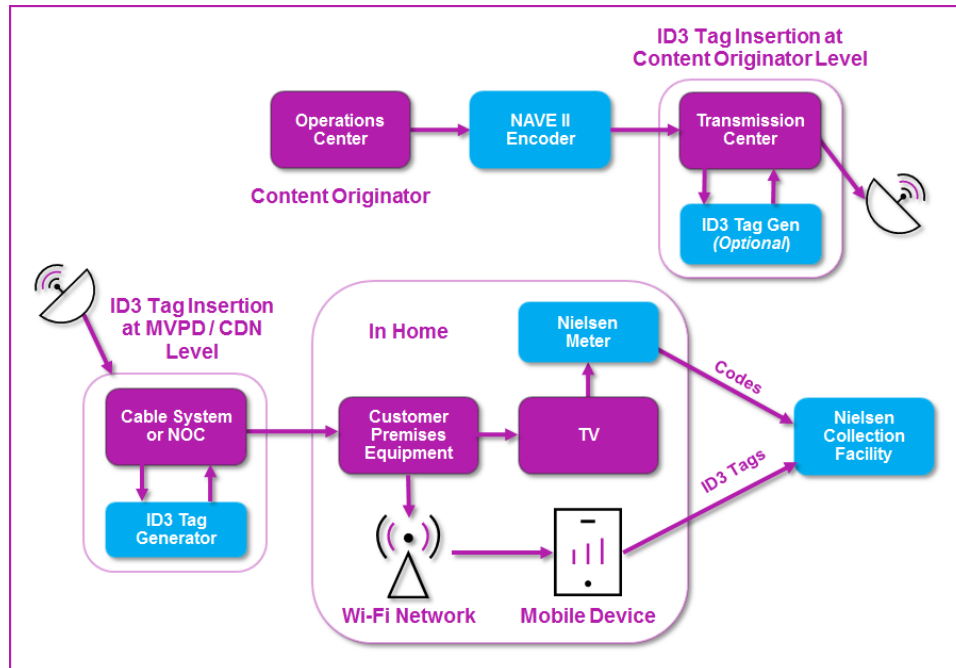 ID3 Tag Insertion at
Content Originator Level
Operations
Center
NAVE II
Encoder
Transmission
Center
Content Originator
ID3 Tag Gen
(Optional)
ID3 Tag Insertion
at MVPD / CDN
Level
In Home
Nielsen
Meter
Codes
Cable System
or NOC
Customer
Premises
Equipment
TV
Nielsen
Collection
Facility
ID3 Tags
ID3 Tag
Generator
Wi-Fi Network
Mobile Device